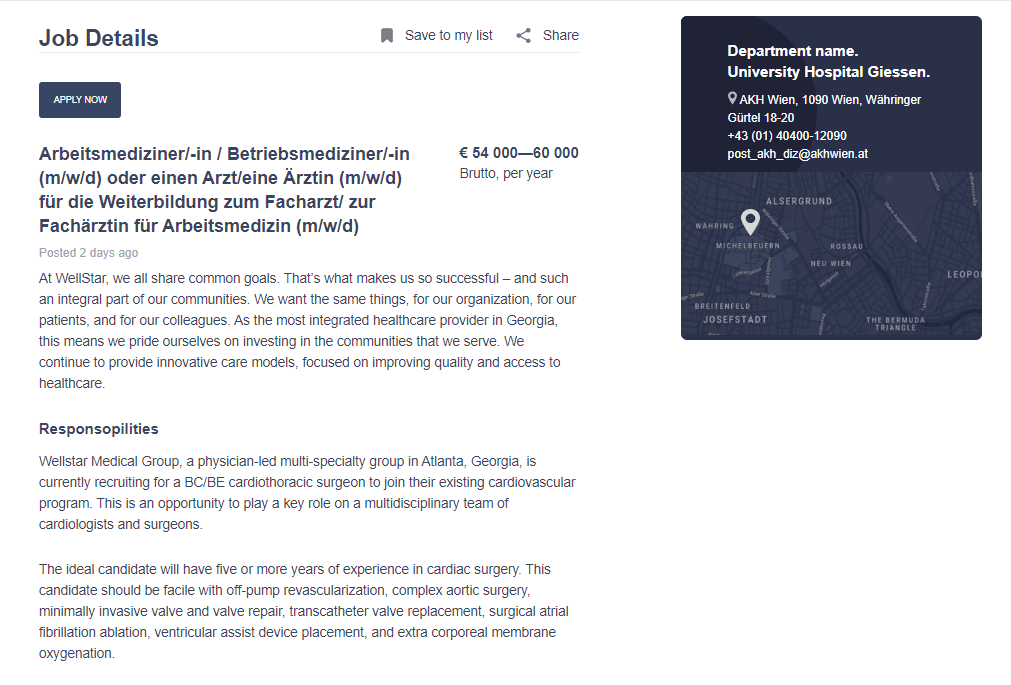 Job Details
Save to my list
Share
APPLY NOW
Arbeitsmediziner/-in / Betriebsmediziner/-in
(m/w/d) oder einen Arzt/eine Ärztin (m/w/d)
für die Weiterbildung zum Facharzt/ zur
Fachärztin für Arbeitsmedizin (m/w/d)
€ 54 000—60 000
Brutto, per year
Posted 2 days ago
At WellStar, we all share common goals. That’s what makes us so successful – and such
an integral part of our communities. We want the same things, for our organization, for our
patients, and for our colleagues. As the most integrated healthcare provider in Georgia,
this means we pride ourselves on investing in the communities that we serve. We
continue to provide innovative care models, focused on improving quality and access to
healthcare.
Responsopilities
Wellstar Medical Group, a physician-led multi-specialty group in Atlanta, Georgia, is
currently recruiting for a BC/BE cardiothoracic surgeon to join their existing cardiovascular
program. This is an opportunity to play a key role on a multidisciplinary team of
cardiologists and surgeons.
The ideal candidate will have five or more years of experience in cardiac surgery. This
candidate should be facile with off-pump revascularization, complex aortic surgery,
minimally invasive valve and valve repair, transcatheter valve replacement, surgical atrial
fibrillation ablation, ventricular assist device placement, and extra corporeal membrane
oxygenation.
Department name.
University Hospital Giessen.
AKH Wien, 1090 Wien, Währinger
Gürtel 18-20
+43 (01) 40400-12090
post_akh_diz@akhwien.at
ALSERGRUND
WÄHRING
MICHELBEUERN
ROSSAU
NEU WIEN
LEOPO
BREITENFELD
JOSEFSTADT
THE BERMUDA
TRIANGLE